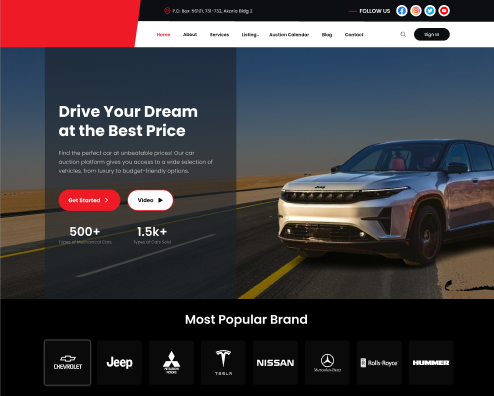 P.O. Box: 56101, 731-732, Akoria Bldg 2
FOLLOW US
Home About Services Listing Auction Calendar Blog Contact
Sign In
Drive Your Dream
at the Best Price
Find the perfect car at unbeatable prices! Our car
auction platform gives you access to a wide selection of
vehicles, from luxury to budget-friendly options.
Get Started
Video
500+ 1.5k+
Types of Mechanical Cars Types of Cars Sold
Most Popular Brand
CHEVROLET
Jeep
MITSUBISHI
MOTORS
TESLA
NISSAN
Mercedes-Benz
Rolls-Royce
HUMMER